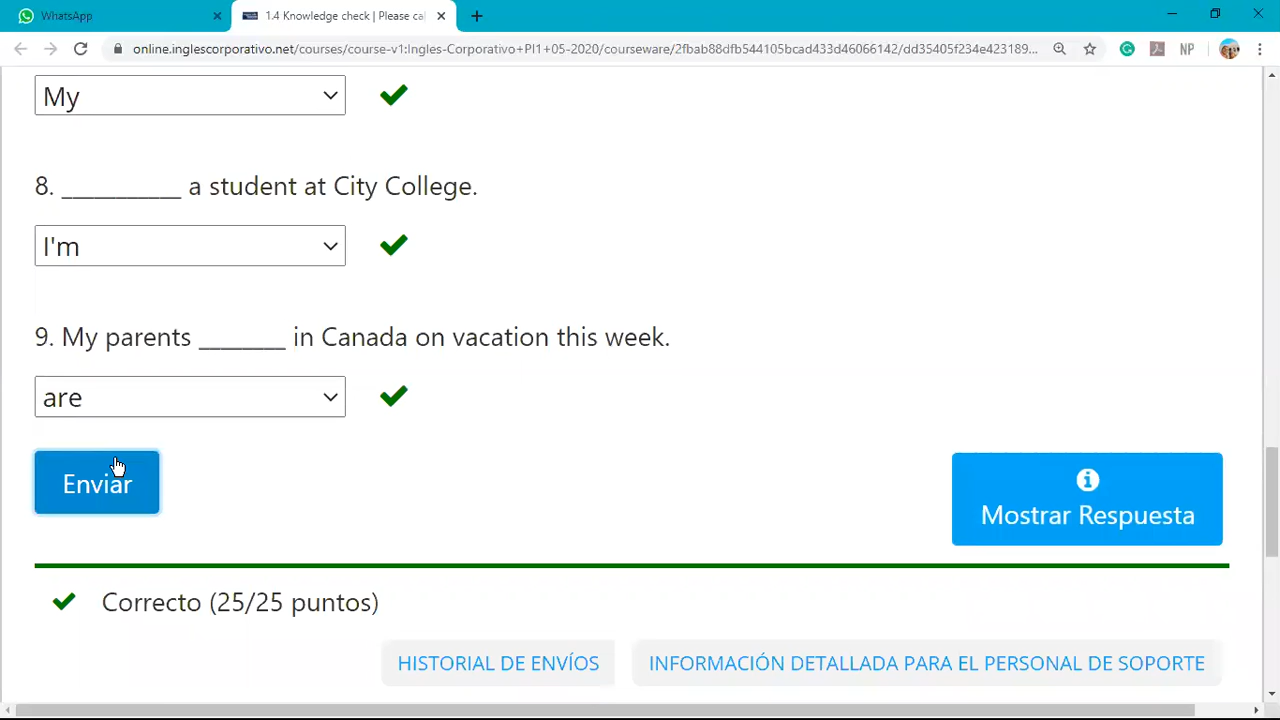 WhatsApp
1.4 Knowledge check | Please ca
online.inglescorporativo.net/courses/course-v1:Ingles-Corporativo+PI1+05-2020/courseware/2fbab88dfb544105bcad433d46066142/dd35405f234e423189...
NP
My
8. __________ a student at City College.
I'm
9. My parents _______ in Canada on vacation this week.
are
Enviar
Mostrar Respuesta
Correcto (25/25 puntos)
HISTORIAL DE ENVÍOS
INFORMACIÓN DETALLADA PARA EL PERSONAL DE SOPORTE